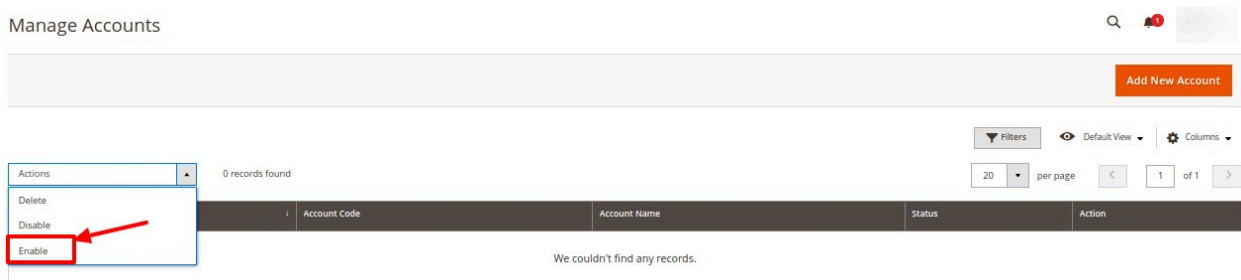 Manage Accounts
1
Add New Account
Filters
Default View
Columns
Actions
0 records found
20
per page
1
of 1
Delete
Disable
Enable
Account Code
Account Name
Status
Action
We couldn't find any records.